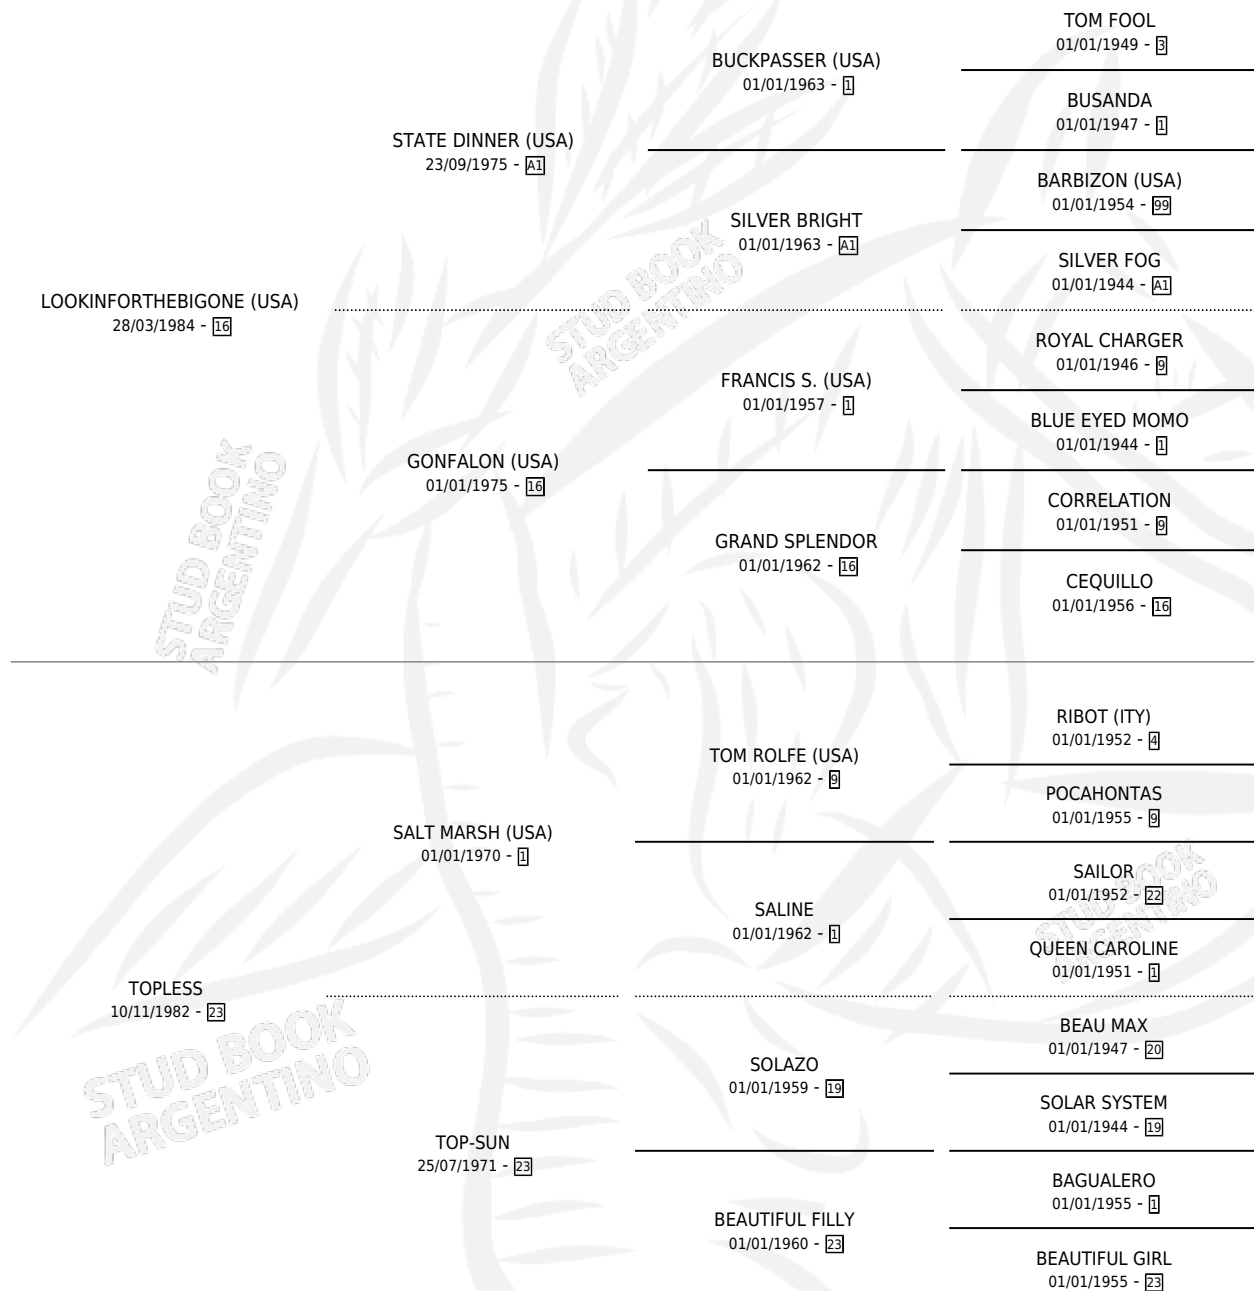 TOM FOOL
01/01/1949 - 3
BUCKPASSER (USA)
01/01/1963 - 1
BUSANDA
01/01/1947 - 1
STATE DINNER (USA)
23/09/1975 - A1
BARBIZON (USA)
01/01/1954 - 99
SILVER BRIGHT
01/01/1963 - A1
SILVER FOG
01/01/1944 - A1
LOOKINFORTHEBIGONE (USA)
28/03/1984 - 16
ROYAL CHARGER
01/01/1946 - 9
FRANCIS S. (USA)
01/01/1957 - 1
BLUE EYED MOMO
01/01/1944 - 1
GONFALON (USA)
01/01/1975 - 16
CORRELATION
01/01/1951 - 9
GRAND SPLENDOR
01/01/1962 - 16
CEQUILLO
01/01/1956 - 16
RIBOT (ITY)
01/01/1952 - 4
TOM ROLFE (USA)
01/01/1962 - 9
POCAHONTAS
01/01/1955 - 9
SALT MARSH (USA)
01/01/1970 - 1
SAILOR
01/01/1952 - 22
SALINE
01/01/1962 - 1
QUEEN CAROLINE
01/01/1951 - 1
TOPLESS
10/11/1982 - 23
BEAU MAX
01/01/1947 - 20
SOLAZO
01/01/1959 - 19
SOLAR SYSTEM
01/01/1944 - 19
TOP-SUN
25/07/1971 - 23
BAGUALERO
01/01/1955 - 1
BEAUTIFUL FILLY
01/01/1960 - 23
BEAUTIFUL GIRL
01/01/1955 - 23
STUD BOOK
ARGENTINO
STUD BOOK
ARGENTINO
STUD BOOK
ARGENTINO
STUD BOOK
ARGENTINO